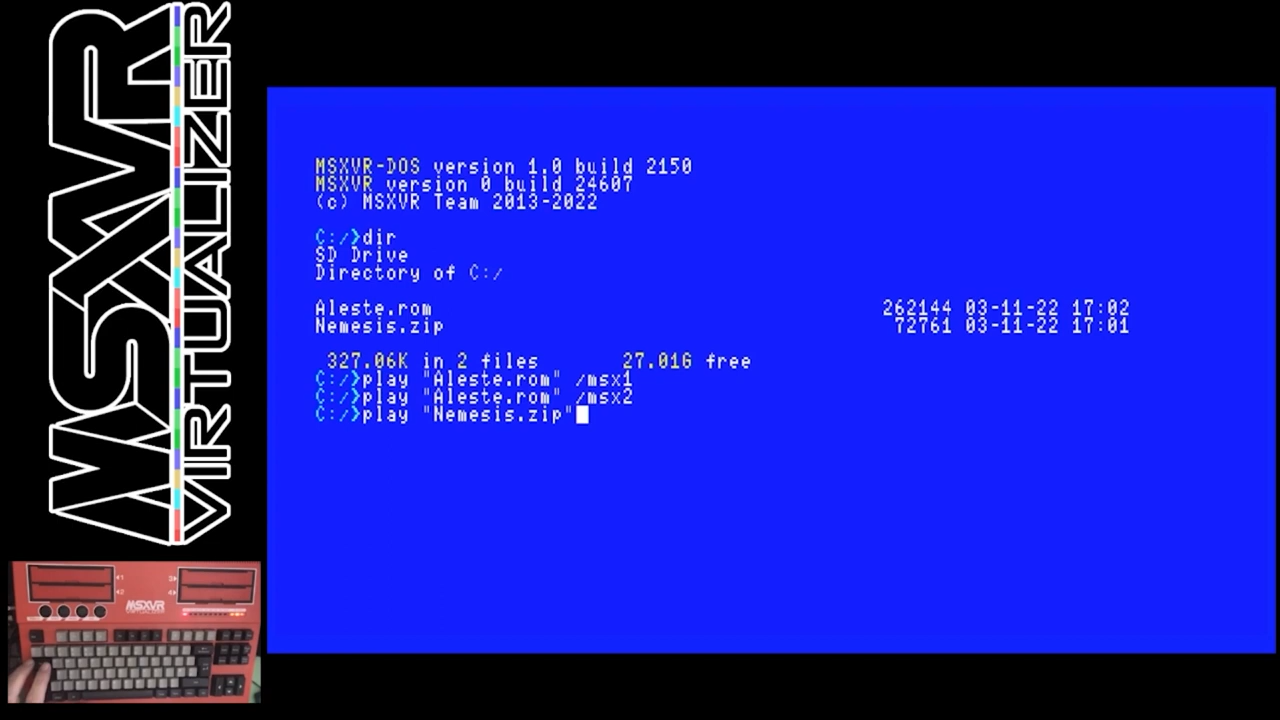 MSXVR
VIRTUALIZER
MSXVR-DOS version 1.0 build 2150
MSXVR version 0 build 24607
(c) MSXVR Team 2013-2022
C:/>dir
SD Drive
Directory of C:/
Aleste.rom 262144 03-11-22 17:02
Nemesis.zip 72761 03-11-22 17:01
327.06K in 2 files 27.01G free
C:/>play "Aleste.rom" /msx1
C:/>play "Aleste.rom" /msx2
C:/>play "Nemesis.zip"
MSXVR